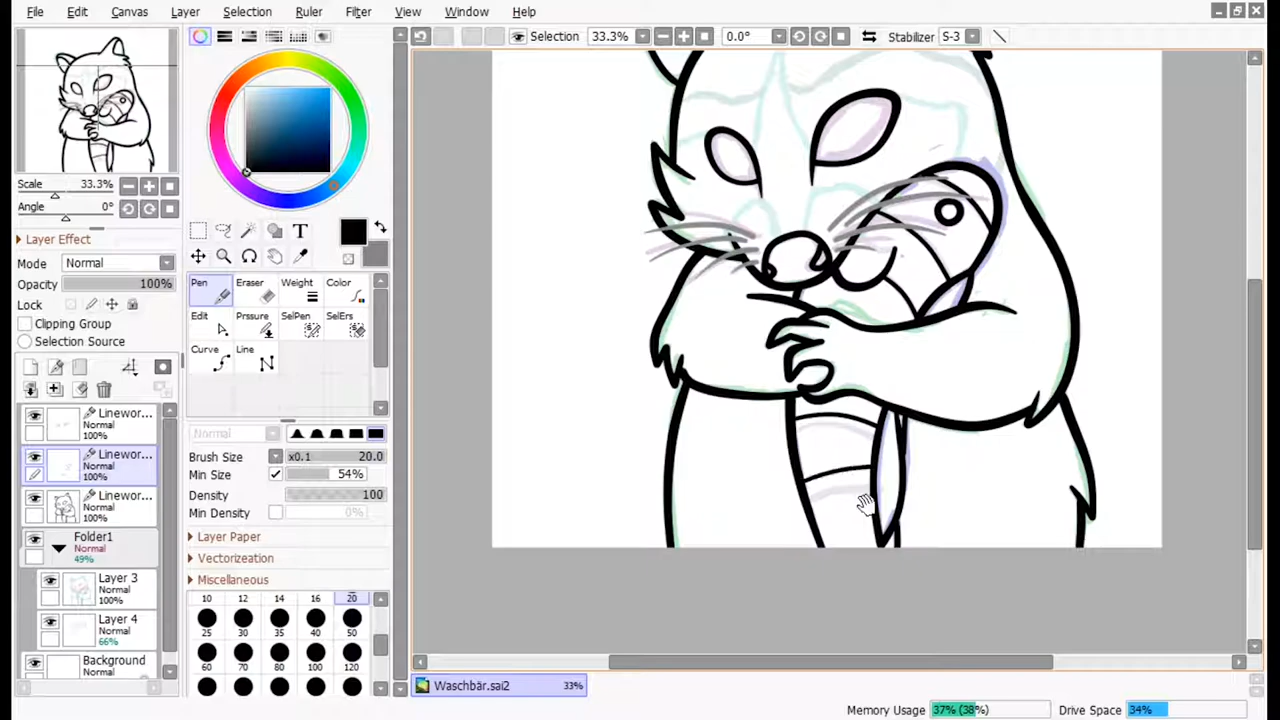 File Edit Canvas Layer Selection Ruler Filter View Window Help
Selection 33.3% 0.0° Stabilizer S-3
Scale 33.3%
Angle 0°
Layer Effect
Mode Normal
Opacity 100%
Lock
Clipping Group
Selection Source
Linewor...
Normal
100%
Linewor...
Normal
100%
Linewor...
Normal
100%
Folder1
Normal
49%
Layer 3
Normal
100%
Layer 4
Normal
66%
Background
Normal
T
Pen Eraser Weight Color
Edit Prssure SelPen SelErs
Curve Line
Normal
Brush Size x0.1 20.0
Min Size 54%
Density 100
Min Density 0%
Layer Paper
Vectorization
Miscellaneous
10 12 14 16 20
25 30 35 40 50
60 70 80 100 120
Waschbär.sai2 33%
Memory Usage 37% (38%) Drive Space 34%